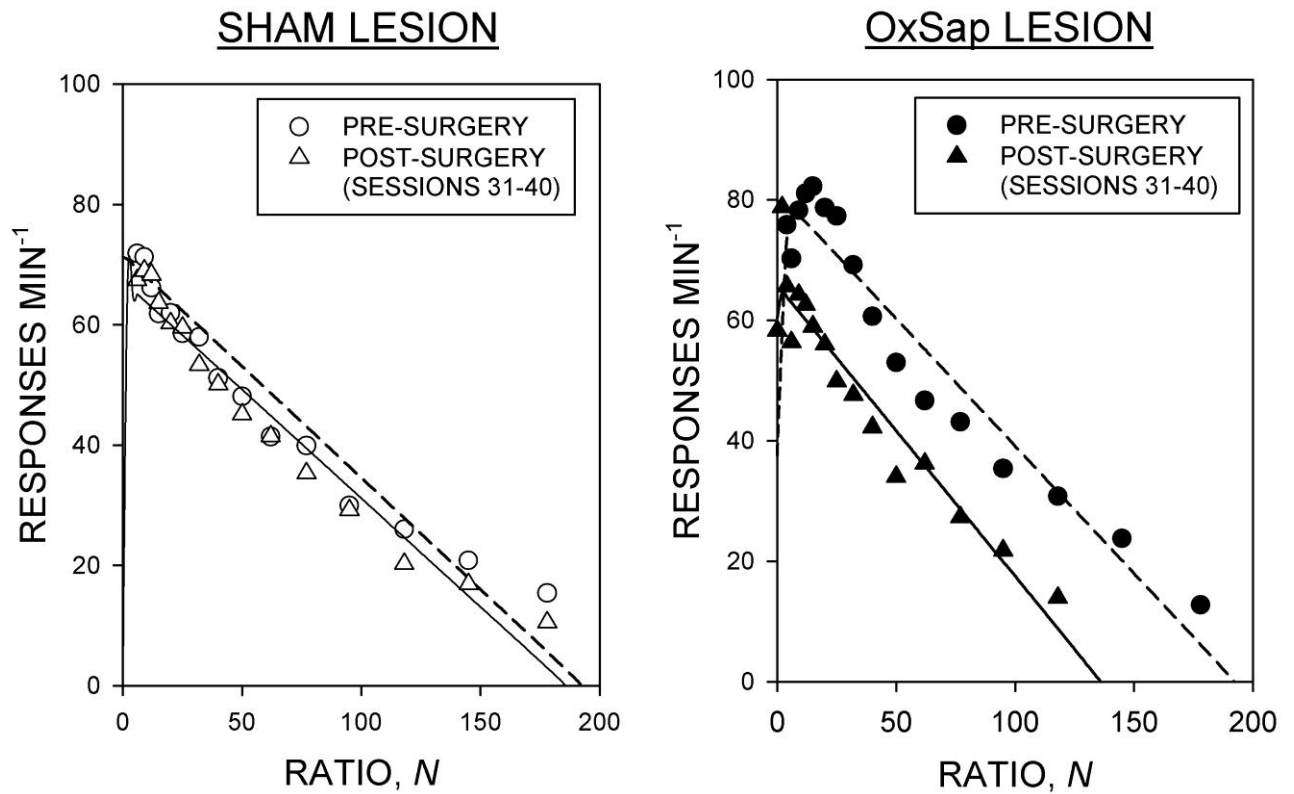 SHAM LESION
100
80
60
40
20
0
0
50
100
150
200
RESPONSES MIN-1
RATIO, N
PRE-SURGERY
POST-SURGERY
(SESSIONS 31-40)
OxSap LESION
100
80
60
40
20
0
0
50
100
150
200
RESPONSES MIN-1
RATIO, N
PRE-SURGERY
POST-SURGERY
(SESSIONS 31-40)